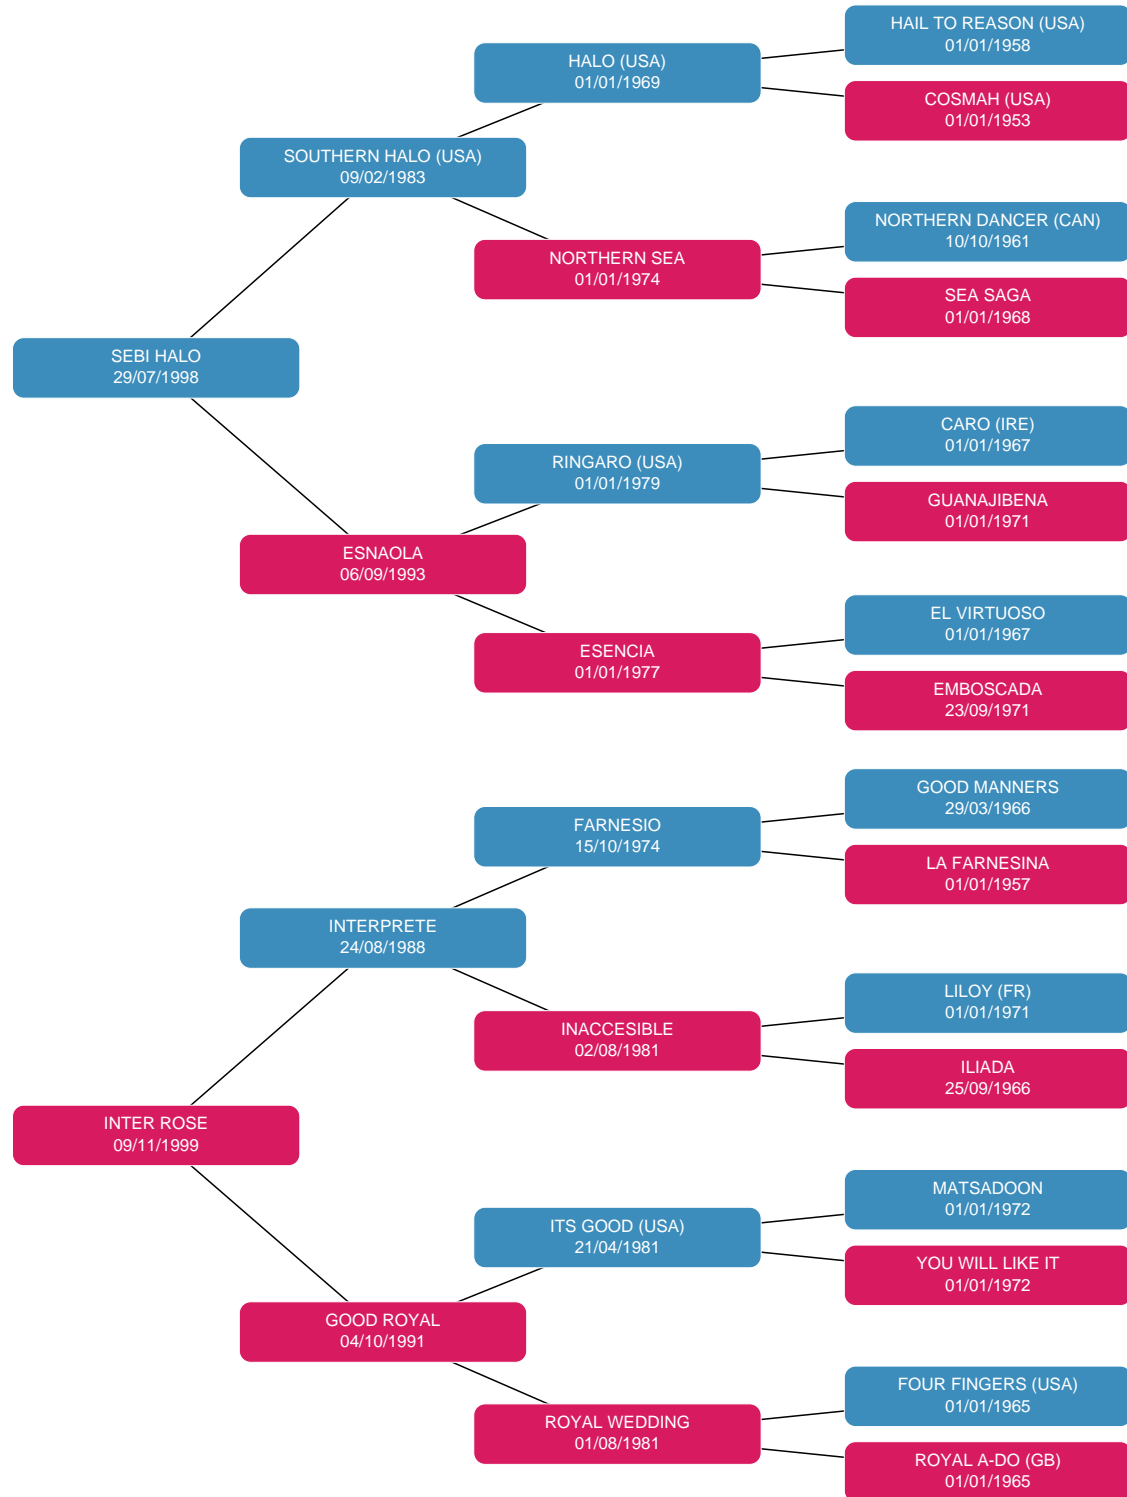 HAIL TO REASON (USA)
01/01/1958
HALO (USA)
01/01/1969
COSMAH (USA)
01/01/1953
SOUTHERN HALO (USA)
09/02/1983
NORTHERN DANCER (CAN)
10/10/1961
NORTHERN SEA
01/01/1974
SEA SAGA
01/01/1968
SEBI HALO
29/07/1998
CARO (IRE)
01/01/1967
RINGARO (USA)
01/01/1979
GUANAJIBENA
01/01/1971
ESNAOLA
06/09/1993
EL VIRTUOSO
01/01/1967
ESENCIA
01/01/1977
EMBOSCADA
23/09/1971
GOOD MANNERS
29/03/1966
FARNESIO
15/10/1974
LA FARNESINA
01/01/1957
INTERPRETE
24/08/1988
LILOY (FR)
01/01/1971
INACCESIBLE
02/08/1981
ILIADA
25/09/1966
INTER ROSE
09/11/1999
MATSADOON
01/01/1972
ITS GOOD (USA)
21/04/1981
YOU WILL LIKE IT
01/01/1972
GOOD ROYAL
04/10/1991
FOUR FINGERS (USA)
01/01/1965
ROYAL WEDDING
01/08/1981
ROYAL A-DO (GB)
01/01/1965